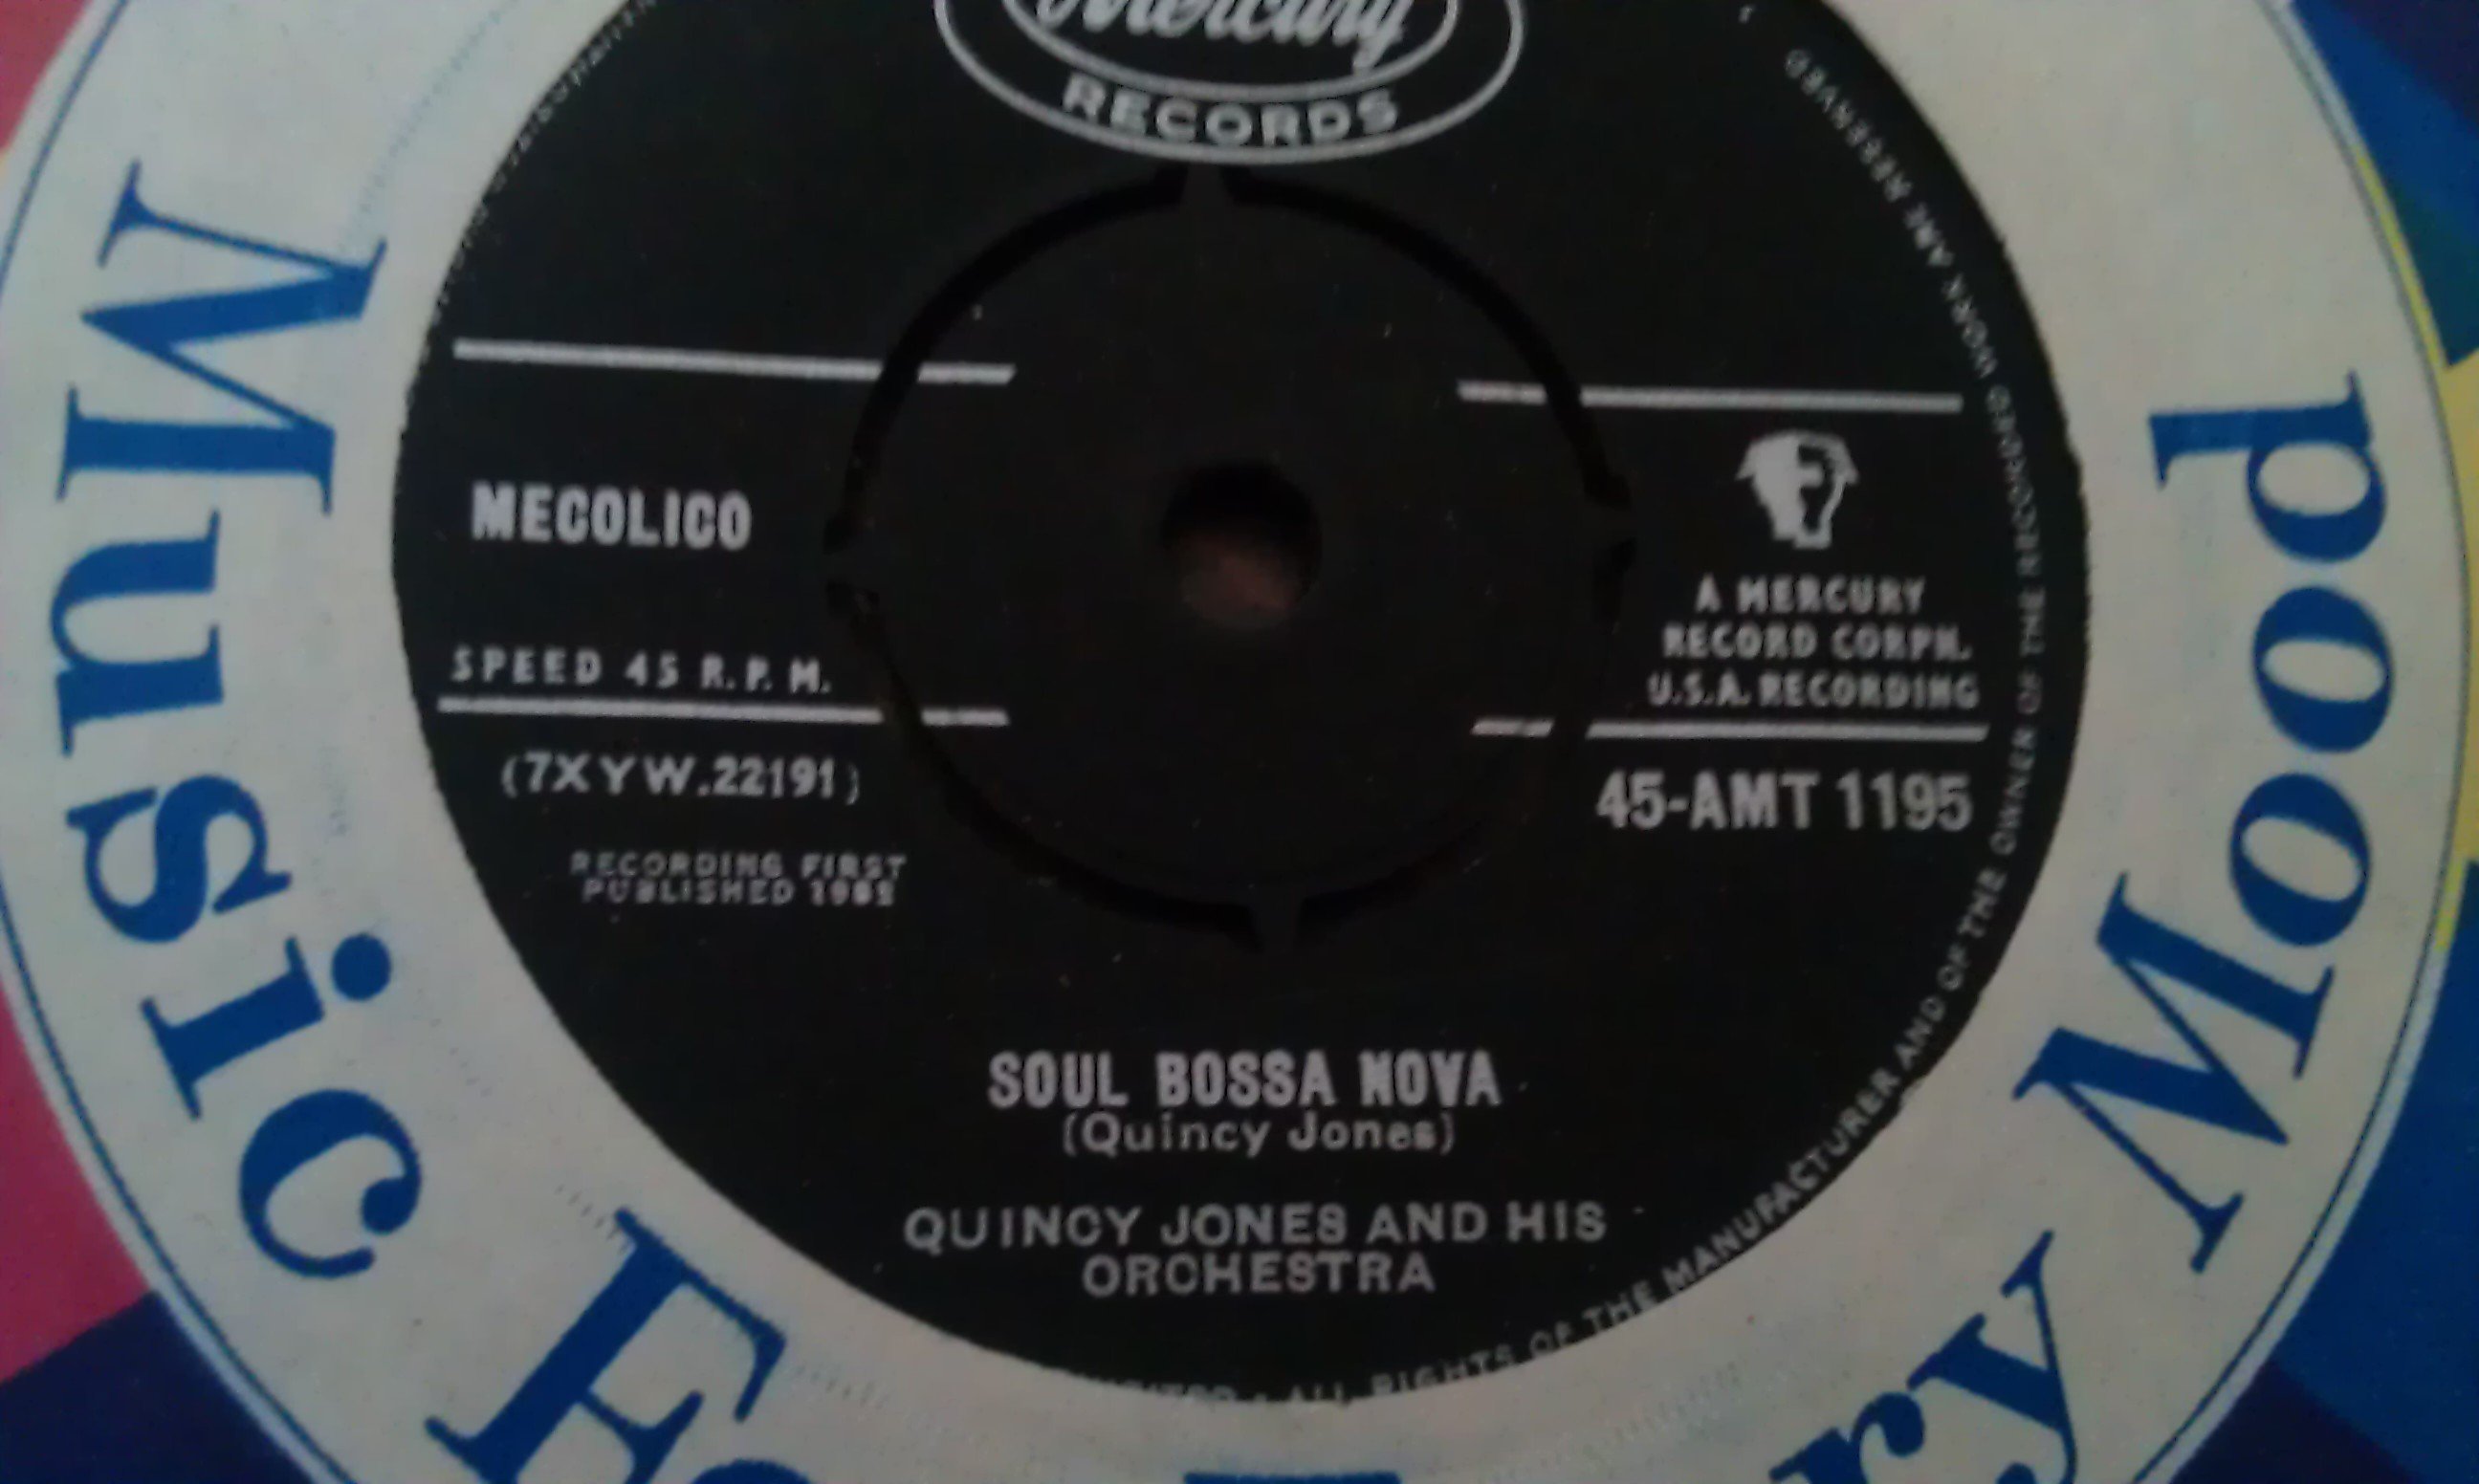 Mercury
RECORDS
MECOLICO
SPEED 45 R.P.M.
(7XYW.22191)
RECORDING FIRST
PUBLISHED 1962
A MERCURY
RECORD CORPN.
U.S.A. RECORDING
45-AMT 1195
SOUL BOSSA NOVA
(Quincy Jones)
QUINCY JONES AND HIS
ORCHESTRA
ALL RIGHTS OF THE MANUFACTURER AND OF THE OWNER OF THE RECORDED WORK ARE RESERVED
Music
Mood